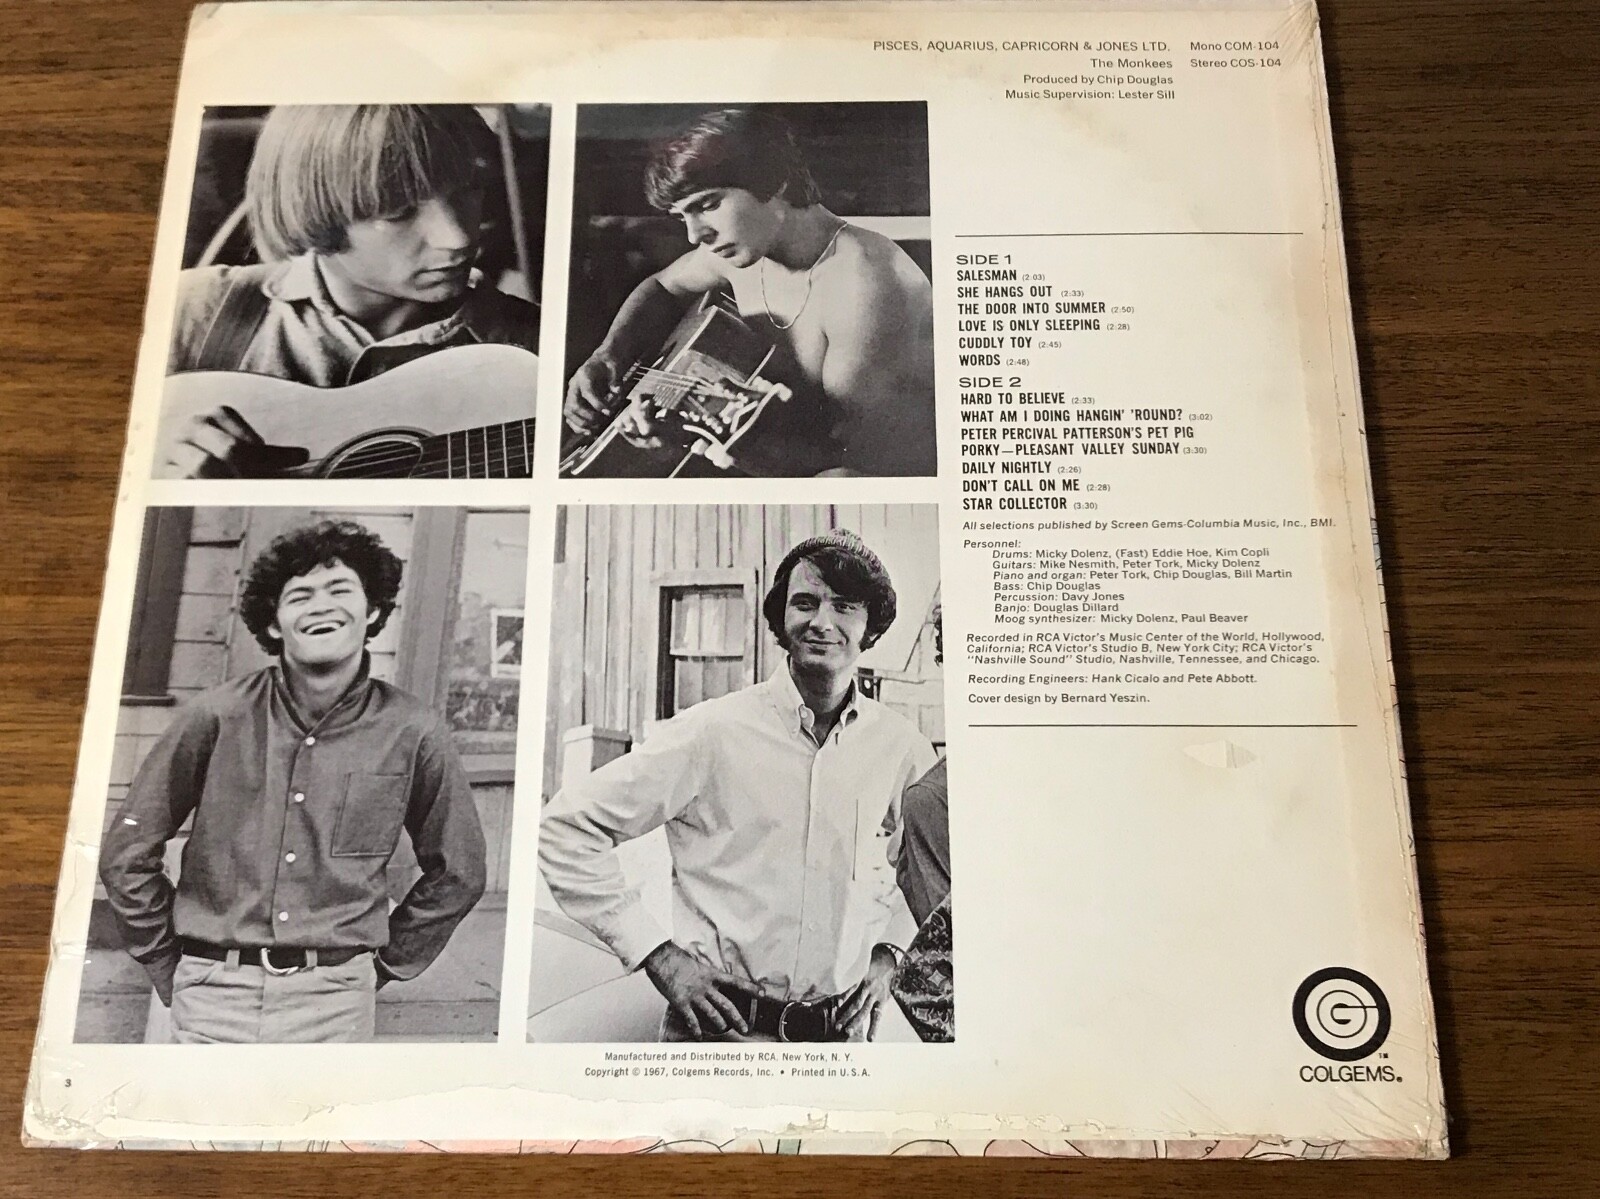 PISCES, AQUARIUS, CAPRICORN & JONES LTD. Mono COM-104
The Monkees Stereo COS-104
Produced by Chip Douglas
Music Supervision: Lester Sill
SIDE 1
SALESMAN (2:03)
SHE HANGS OUT (2:33)
THE DOOR INTO SUMMER (2:50)
LOVE IS ONLY SLEEPING (2:28)
CUDDLY TOY (2:45)
WORDS (2:48)
SIDE 2
HARD TO BELIEVE (2:33)
WHAT AM I DOING HANGIN' 'ROUND? (3:02)
PETER PERCIVAL PATTERSON'S PET PIG
PORKY—PLEASANT VALLEY SUNDAY (3:30)
DAILY NIGHTLY (2:26)
DON'T CALL ON ME (2:28)
STAR COLLECTOR (3:30)
All selections published by Screen Gems-Columbia Music, Inc., BMI.
Personnel:
Drums: Micky Dolenz, (Fast) Eddie Hoe, Kim Copli
Guitars: Mike Nesmith, Peter Tork, Micky Dolenz
Piano and organ: Peter Tork, Chip Douglas, Bill Martin
Bass: Chip Douglas
Percussion: Davy Jones
Banjo: Douglas Dillard
Moog synthesizer: Micky Dolenz, Paul Beaver
Recorded in RCA Victor's Music Center of the World, Hollywood,
California; RCA Victor's Studio B, New York City; RCA Victor's
"Nashville Sound" Studio, Nashville, Tennessee, and Chicago.
Recording Engineers: Hank Cicalo and Pete Abbott.
Cover design by Bernard Yeszin.
G
TM
COLGEMS®
Manufactured and Distributed by RCA, New York, N. Y.
Copyright © 1967, Colgems Records, Inc. • Printed in U.S.A.
3